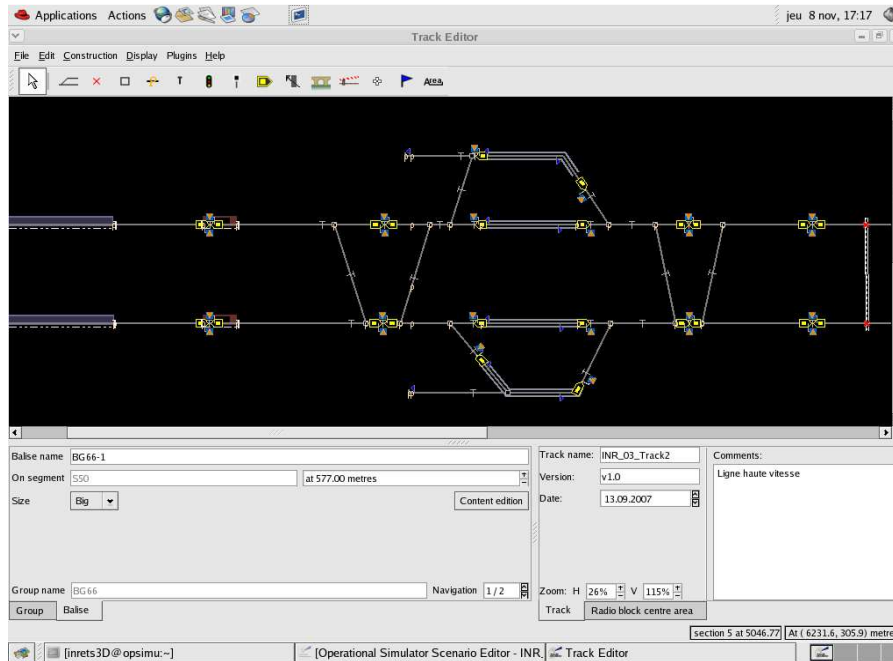 Applications Actions jeu 8 nov, 17:17
Track Editor
File Edit Construction Display Plugins Help
T Area
Balise name BG66-1
On segment S50 at 577.00 metres
Size Big Content edition
Group name BG66 Navigation 1 / 2
Group Balise
Track name: INR_03_Track2
Version: v1.0
Date: 13.09.2007
Zoom: H 26% V 115%
Track Radio block centre area
Comments:
Ligne haute vitesse
section 5 at 5046.77 At ( 6231.6, 305.9) metre
[inrets3D@opsimu:~] [Operational Simulator Scenario Editor - INR_ Track Editor